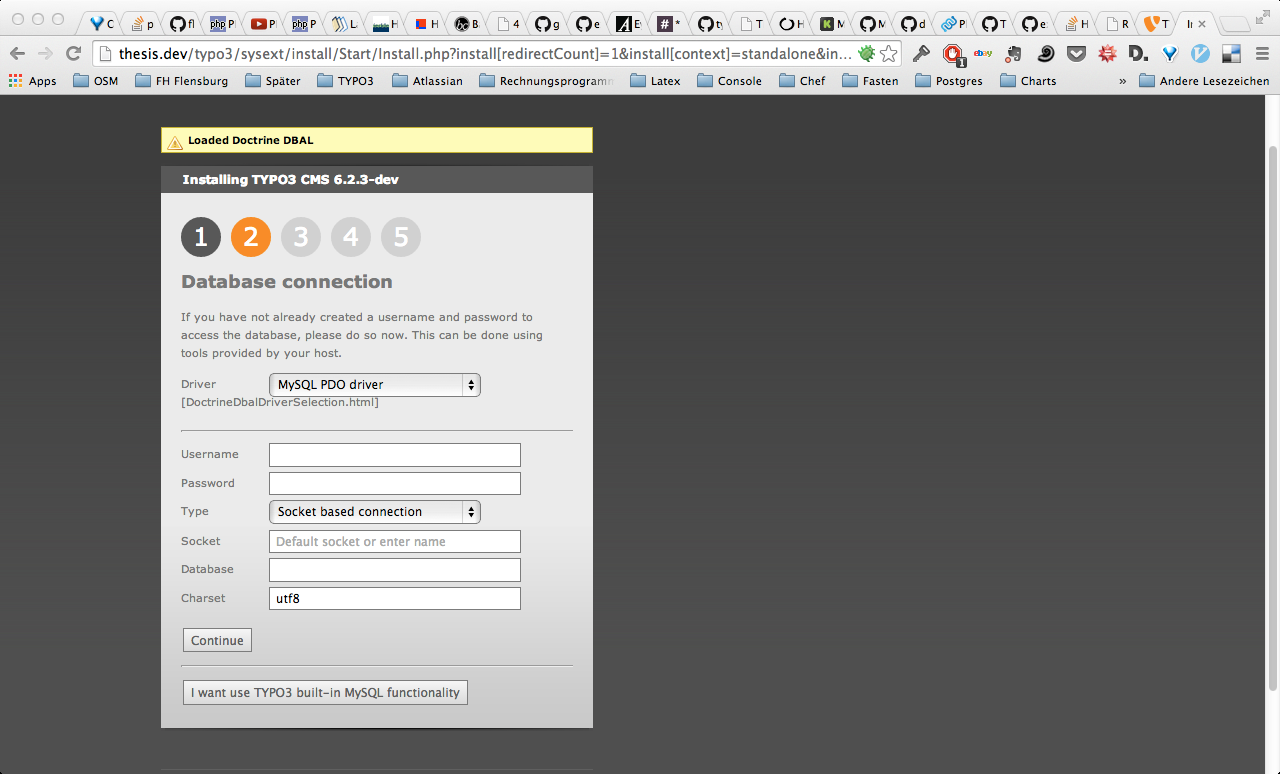 thesis.dev/typo3/sysext/install/Start/Install.php?install[redirectCount]=1&install[context]=standalone&in...
Apps OSM FH Flensburg Später TYPO3 Atlassian Rechnungsprogramm Latex Console Chef Fasten Postgres Charts » Andere Lesezeichen
Loaded Doctrine DBAL
Installing TYPO3 CMS 6.2.3-dev
1 2 3 4 5
Database connection
If you have not already created a username and password to
access the database, please do so now. This can be done using
tools provided by your host.
Driver MySQL PDO driver
[DoctrineDbalDriverSelection.html]
Username
Password
Type Socket based connection
Socket Default socket or enter name
Database
Charset utf8
Continue
I want use TYPO3 built-in MySQL functionality